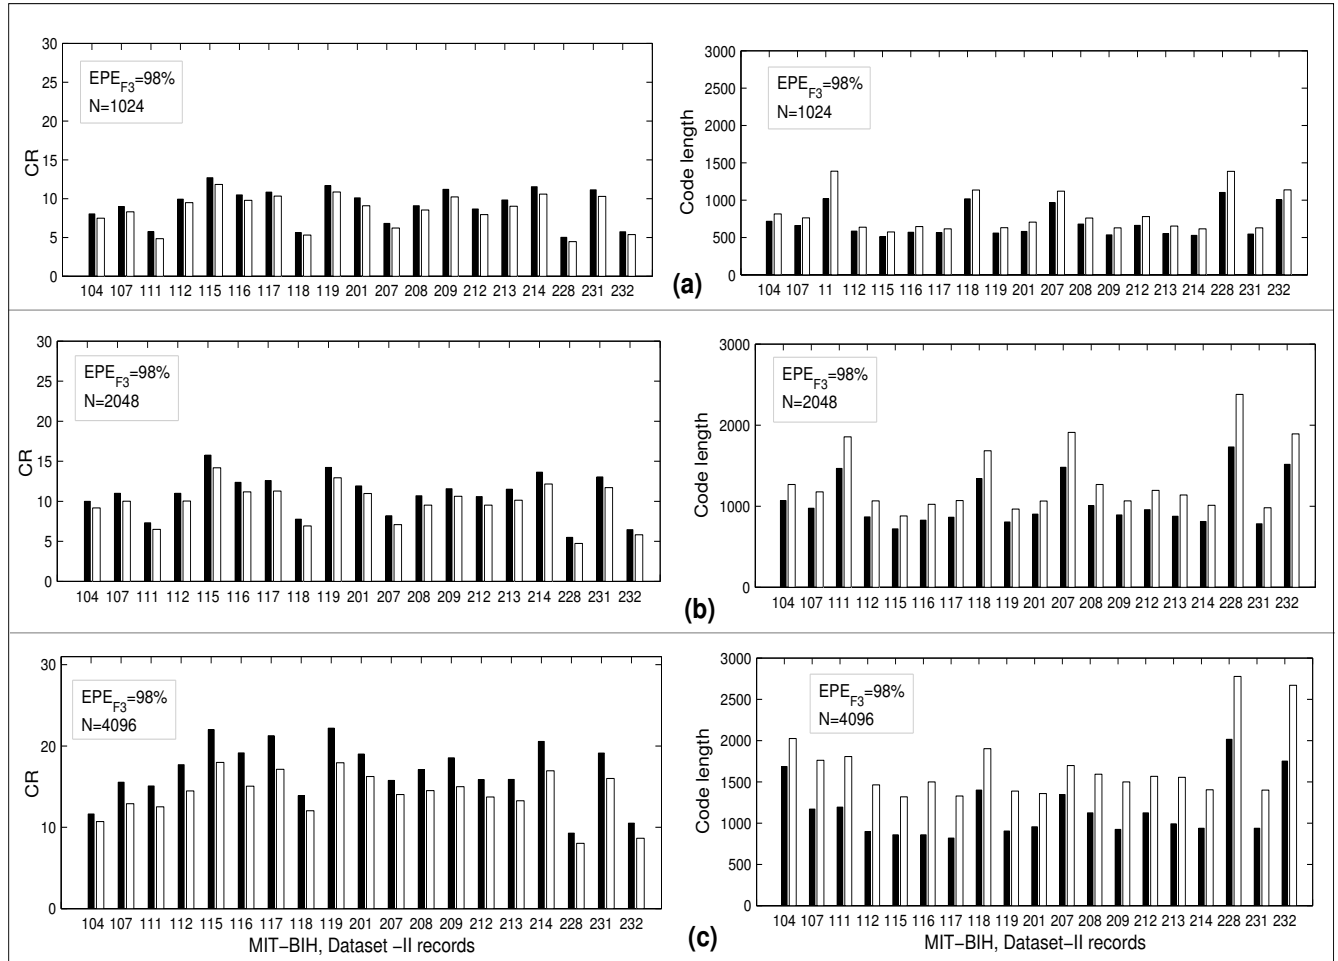 30
25
20
15
10
5
0
CR
EPE_F3=98%
N=1024
104 107 111 112 115 116 117 118 119 201 207 208 209 212 213 214 228 231 232
(a)
3000
2500
2000
1500
1000
500
0
Code length
EPE_F3=98%
N=1024
104 107 11 112 115 116 117 118 119 201 207 208 209 212 213 214 228 231 232
30
25
20
15
10
5
0
CR
EPE_F3=98%
N=2048
104 107 111 112 115 116 117 118 119 201 207 208 209 212 213 214 228 231 232
(b)
3000
2000
1000
0
Code length
EPE_F3=98%
N=2048
104 107 111 112 115 116 117 118 119 201 207 208 209 212 213 214 228 231 232
30
20
10
0
CR
EPE_F3=98%
N=4096
104 107 111 112 115 116 117 118 119 201 207 208 209 212 213 214 228 231 232
MIT-BIH, Dataset -II records
(c)
3000
2500
2000
1500
1000
500
0
Code length
EPE_F3=98%
N=4096
104 107 111 112 115 116 117 118 119 201 207 208 209 212 213 214 228 231 232
MIT-BIH, Dataset-II records